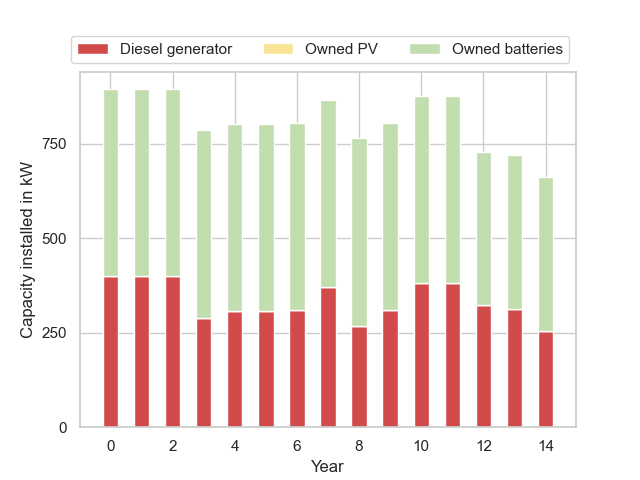 Diesel generator Owned PV Owned batteries
Capacity installed in kW
750
500
250
0
0 2 4 6 8 10 12 14
Year